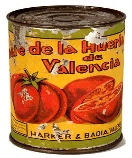 de la Huerta
de Valencia
HARKER & BADIA